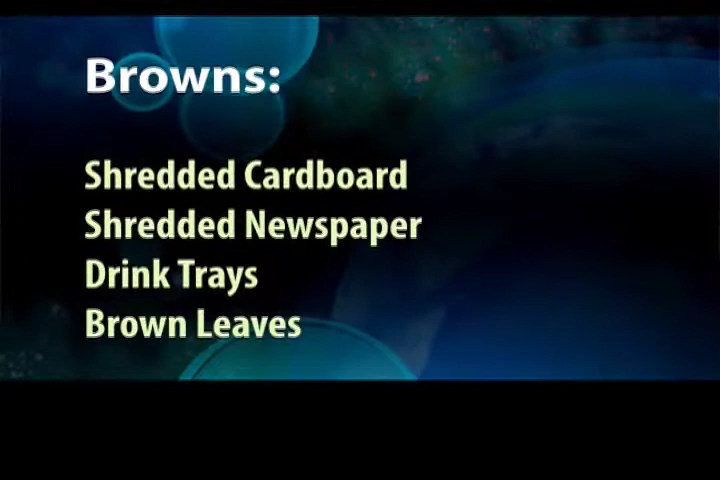 Browns:
Shredded Cardboard
Shredded Newspaper
Drink Trays
Brown Leaves